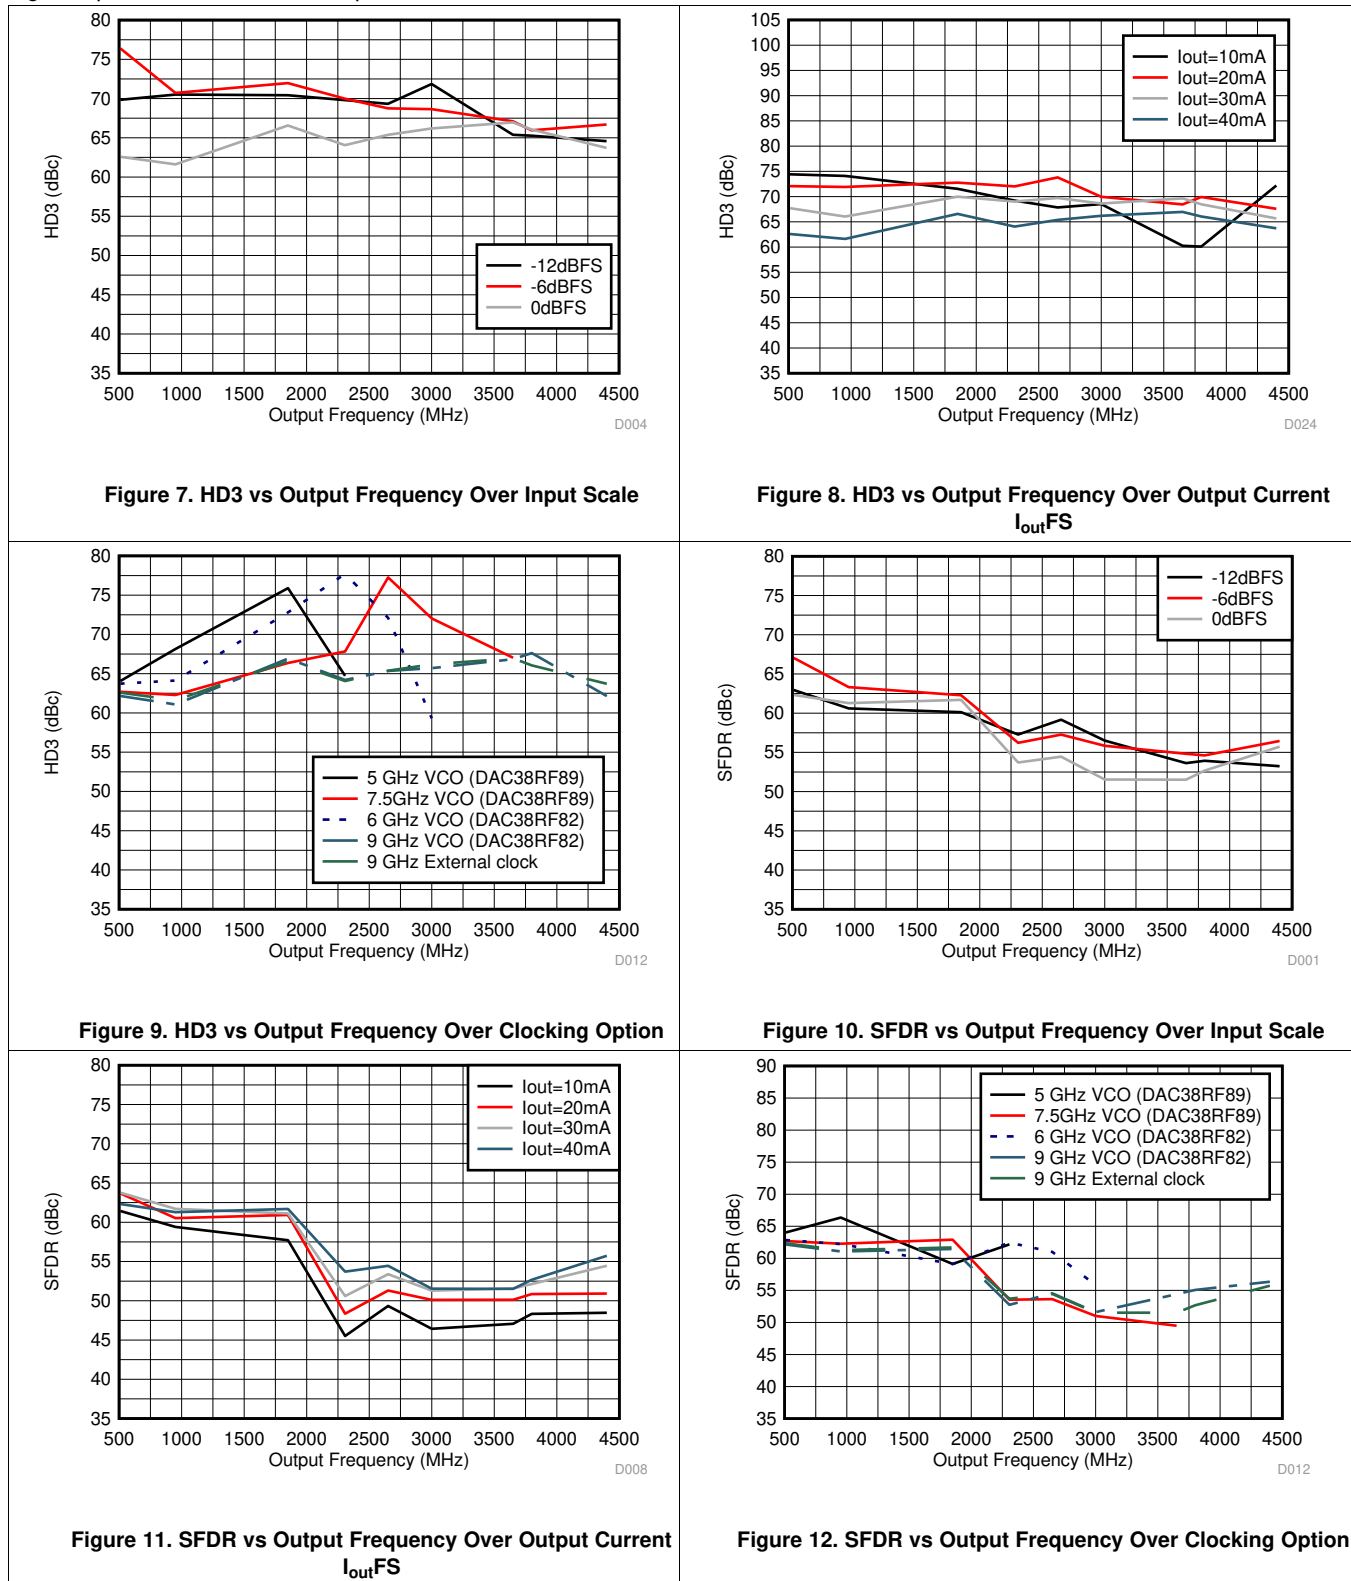 80
75
70
65
60
55
50
45
40
35
HD3 (dBc)
-12dBFS
-6dBFS
0dBFS
500 1000 1500 2000 2500 3000 3500 4000 4500
Output Frequency (MHz)
D004
Figure 7. HD3 vs Output Frequency Over Input Scale
105
100
95
90
85
80
75
70
65
60
55
50
45
40
35
HD3 (dBc)
Iout=10mA
Iout=20mA
Iout=30mA
Iout=40mA
500 1000 1500 2000 2500 3000 3500 4000 4500
Output Frequency (MHz)
D024
Figure 8. HD3 vs Output Frequency Over Output Current
IoutFS
80
75
70
65
60
55
50
45
40
35
HD3 (dBc)
5 GHz VCO (DAC38RF89)
7.5GHz VCO (DAC38RF89)
6 GHz VCO (DAC38RF82)
9 GHz VCO (DAC38RF82)
9 GHz External clock
500 1000 1500 2000 2500 3000 3500 4000 4500
Output Frequency (MHz)
D012
Figure 9. HD3 vs Output Frequency Over Clocking Option
80
75
70
65
60
55
50
45
40
35
SFDR (dBc)
-12dBFS
-6dBFS
0dBFS
500 1000 1500 2000 2500 3000 3500 4000 4500
Output Frequency (MHz)
D001
Figure 10. SFDR vs Output Frequency Over Input Scale
80
75
70
65
60
55
50
45
40
35
SFDR (dBc)
Iout=10mA
Iout=20mA
Iout=30mA
Iout=40mA
500 1000 1500 2000 2500 3000 3500 4000 4500
Output Frequency (MHz)
D008
Figure 11. SFDR vs Output Frequency Over Output Current
IoutFS
90
85
80
75
70
65
60
55
50
45
40
35
SFDR (dBc)
5 GHz VCO (DAC38RF89)
7.5GHz VCO (DAC38RF89)
6 GHz VCO (DAC38RF82)
9 GHz VCO (DAC38RF82)
9 GHz External clock
500 1000 1500 2000 2500 3000 3500 4000 4500
Output Frequency (MHz)
D012
Figure 12. SFDR vs Output Frequency Over Clocking Option